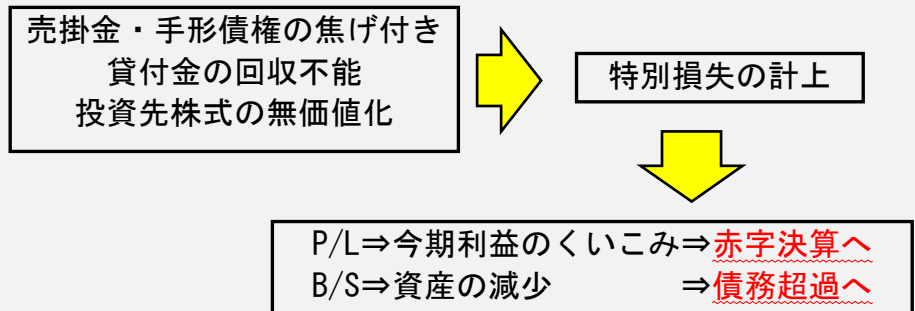 売掛金・手形債権の焦げ付き
貸付金の回収不能
投資先株式の無価値化
特別損失の計上
P/L⇒今期利益のくいこみ⇒赤字決算へ
B/S⇒資産の減少　　　　⇒債務超過へ